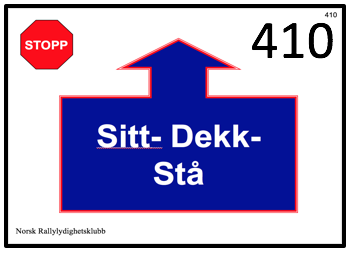 410
STOPP
410
Sitt- Dekk-
Stå
Norsk Rallylydighetsklubb